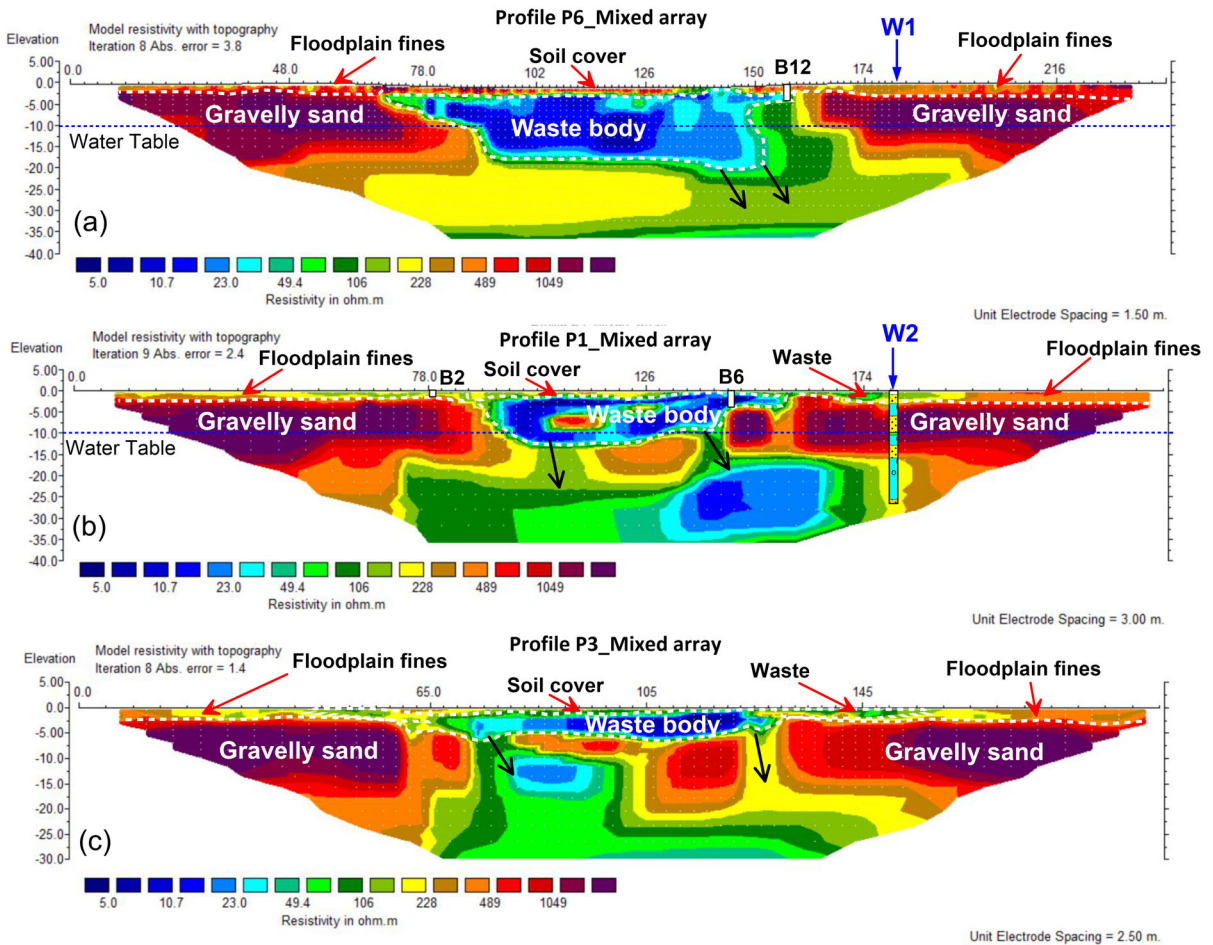 Profile P6_Mixed array
Model resistivity with topography
Iteration 8 Abs. error = 3.8
Elevation
Floodplain fines
Soil cover
W1
Floodplain fines
B12
5.00
0.0
-5.00
-10.0
-15.0
-20.0
-25.0
-30.0
-35.0
-40.0
0.0 48.0 78.0 102 126 150 174 216
Gravelly sand
Waste body
Gravelly sand
Water Table
(a)
5.0 10.7 23.0 49.4 106 228 489 1049
Resistivity in ohm.m
Unit Electrode Spacing = 1.50 m.
Profile P1_Mixed array
Model resistivity with topography
Iteration 9 Abs. error = 2.4
Elevation
Floodplain fines
Soil cover
Waste
W2
Floodplain fines
B2
B6
5.00
0.0
-5.00
-10.0
-15.0
-20.0
-25.0
-30.0
-35.0
-40.0
0.0 78.0 126 174
Gravelly sand
Waste body
Gravelly sand
Water Table
(b)
5.0 10.7 23.0 49.4 106 228 489 1049
Resistivity in ohm.m
Unit Electrode Spacing = 3.00 m.
Profile P3_Mixed array
Model resistivity with topography
Iteration 8 Abs. error = 1.4
Elevation
Floodplain fines
Soil cover
Waste
Floodplain fines
5.00
0.0
-5.00
-10.0
-15.0
-20.0
-25.0
-30.0
0.0 65.0 105 145
Gravelly sand
Waste body
Gravelly sand
(c)
5.0 10.7 23.0 49.4 106 228 489 1049
Resistivity in ohm.m
Unit Electrode Spacing = 2.50 m.